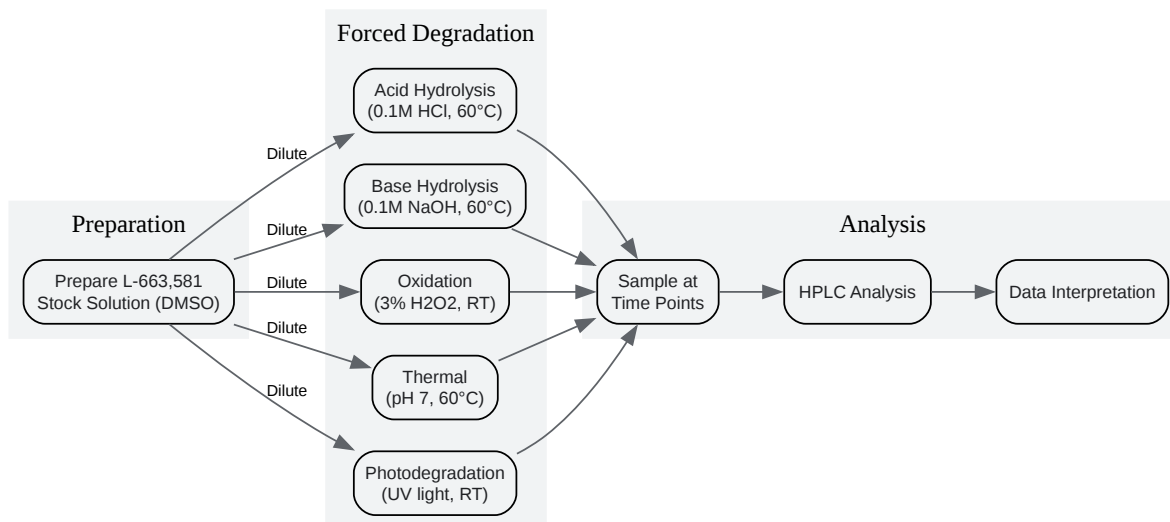 Forced Degradation
Acid Hydrolysis
(0.1M HCl, 60°C)
Dilute
Base Hydrolysis
(0.1M NaOH, 60°C)
Preparation
Analysis
Dilute
Prepare L-663,581
Stock Solution (DMSO)
Dilute
Oxidation
(3% H2O2, RT)
Sample at
Time Points
HPLC Analysis
Data Interpretation
Dilute
Thermal
(pH 7, 60°C)
Dilute
Photodegradation
(UV light, RT)